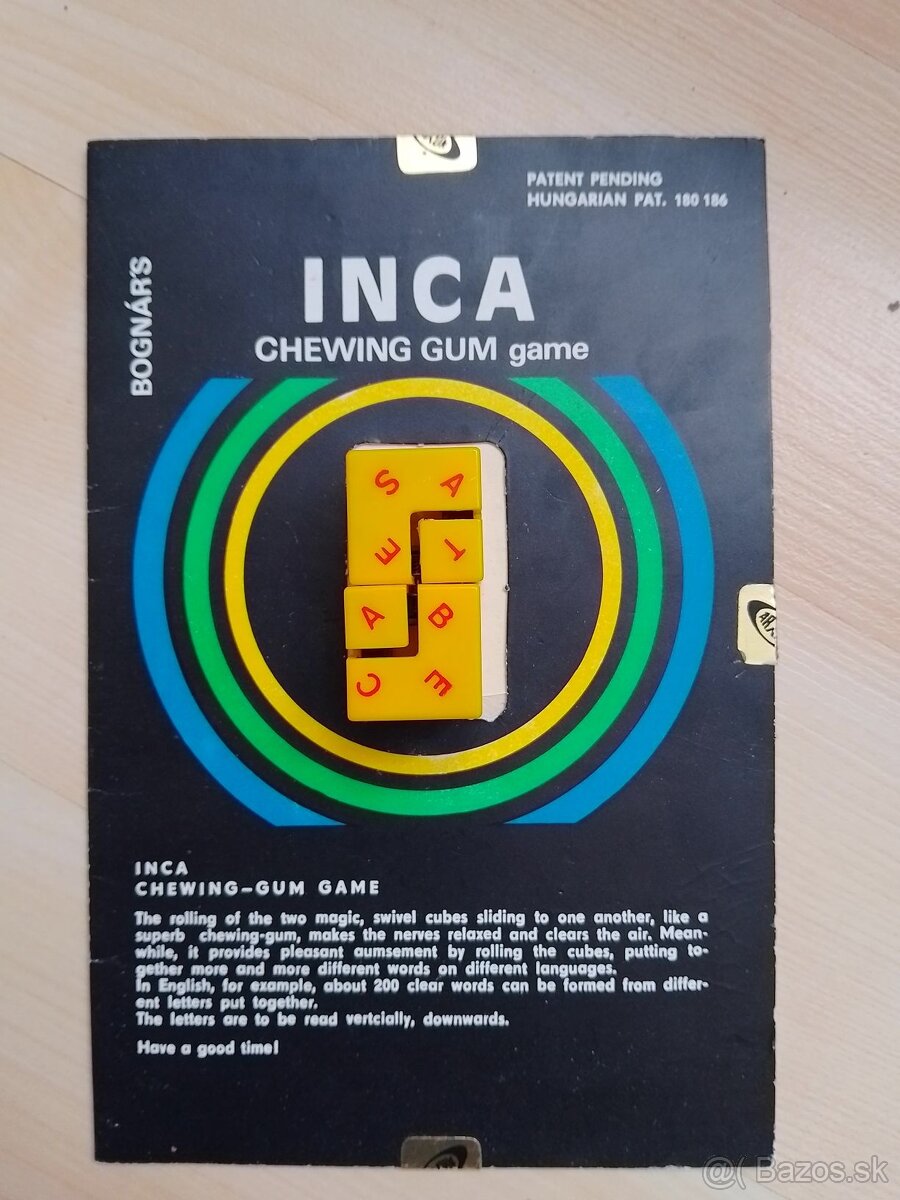 PATENT PENDING
HUNGARIAN PAT. 180 186
BOGNÁR'S
INCA
CHEWING GUM game
S A
E T
A B
C E
INCA
CHEWING–GUM GAME
The rolling of the two magic, swivel cubes sliding to one another, like a
superb chewing-gum, makes the nerves relaxed and clears the air. Mean-
while, it provides pleasant aumsement by rolling the cubes, putting to-
gether more and more different words on different languages.
In English, for example, about 200 clear words can be formed from differ-
ent letters put together.
The letters are to be read vertcially, downwards.
Have a good time!
@( Bazos.sk